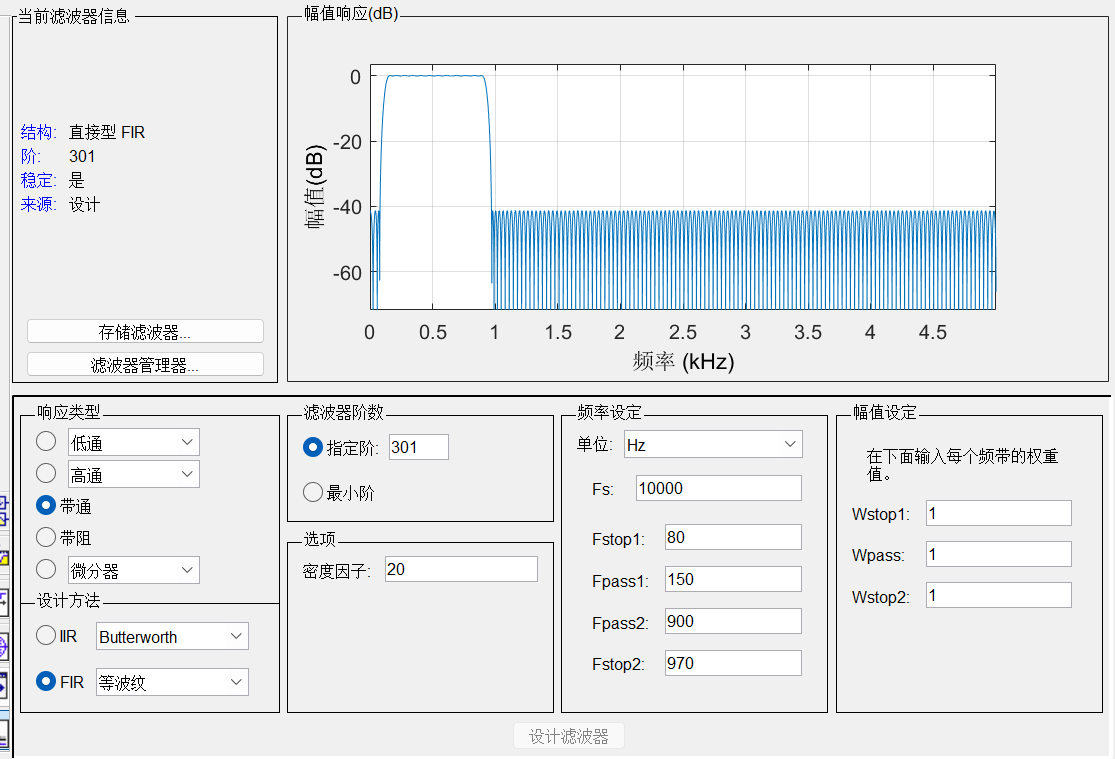 当前滤波器信息
结构: 直接型 FIR
阶: 301
稳定: 是
来源: 设计
存储滤波器...
滤波器管理器...
幅值响应(dB)
0
-20
-40
-60
幅值(dB)
0 0.5 1 1.5 2 2.5 3 3.5 4 4.5
频率 (kHz)
响应类型
低通
高通
带通
带阻
微分器
设计方法
IIR Butterworth
FIR 等波纹
滤波器阶数
指定阶: 301
最小阶
选项
密度因子: 20
频率设定
单位: Hz
Fs: 10000
Fstop1: 80
Fpass1: 150
Fpass2: 900
Fstop2: 970
幅值设定
在下面输入每个频带的权重
值。
Wstop1: 1
Wpass: 1
Wstop2: 1
设计滤波器